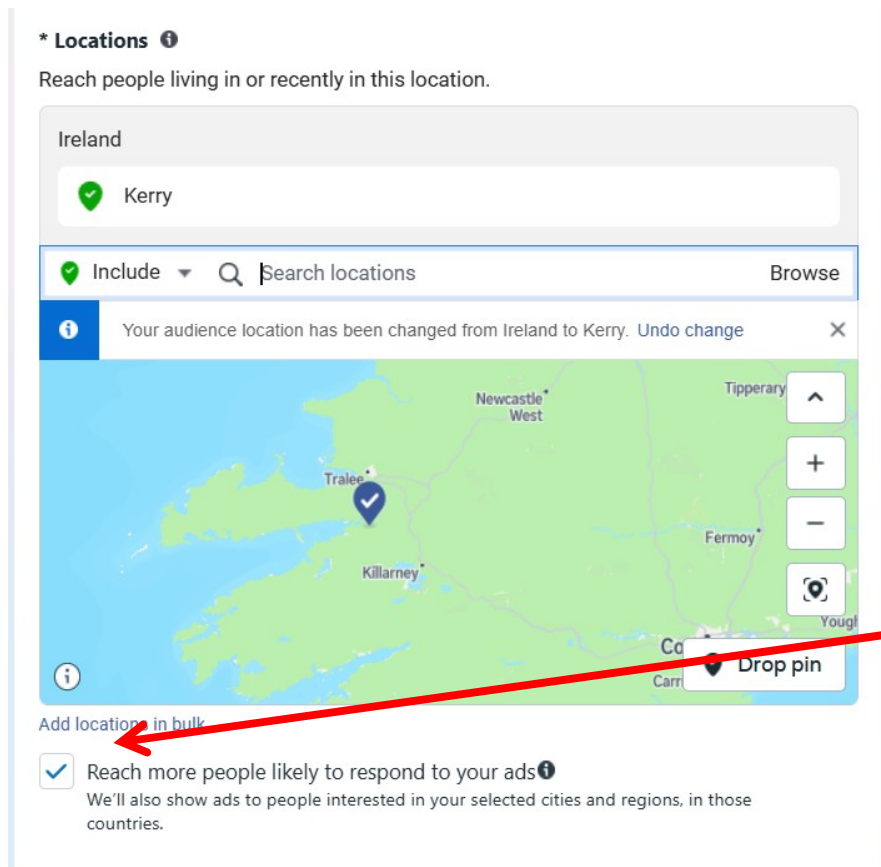 * Locations
Reach people living in or recently in this location.
Ireland
Kerry
Include Search locations Browse
Your audience location has been changed from Ireland to Kerry. Undo change
Newcastle West
Tipperary
Tralee
Fermoy
Killarney
Drop pin
Add locations in bulk
Reach more people likely to respond to your ads
We'll also show ads to people interested in your selected cities and regions, in those
countries.